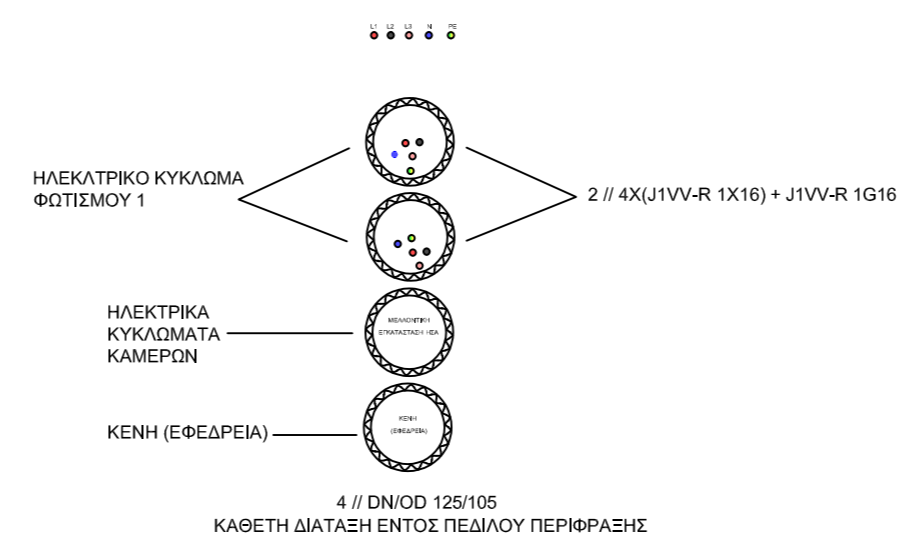 L1 L2 L3 N PE
ΗΛΕΚΛΤΡΙΚΟ ΚΥΚΛΩΜΑ
ΦΩΤΙΣΜΟΥ 1
2 // 4X(J1VV-R 1X16) + J1VV-R 1G16
ΗΛΕΚΤΡΙΚΑ
ΚΥΚΛΩΜΑΤΑ
ΚΑΜΕΡΩΝ
ΜΕΛΛΟΝΤΙΚΗ
ΕΓΚΑΤΑΣΤΑΣΗ ΗΣΑ
ΚΕΝΗ (ΕΦΕΔΡΕΙΑ)
ΚΕΝΗ
(ΕΦΕΔΡΕΙΑ)
4 // DN/OD 125/105
ΚΑΘΕΤΗ ΔΙΑΤΑΞΗ ΕΝΤΟΣ ΠΕΔΙΛΟΥ ΠΕΡΙΦΡΑΞΗΣ